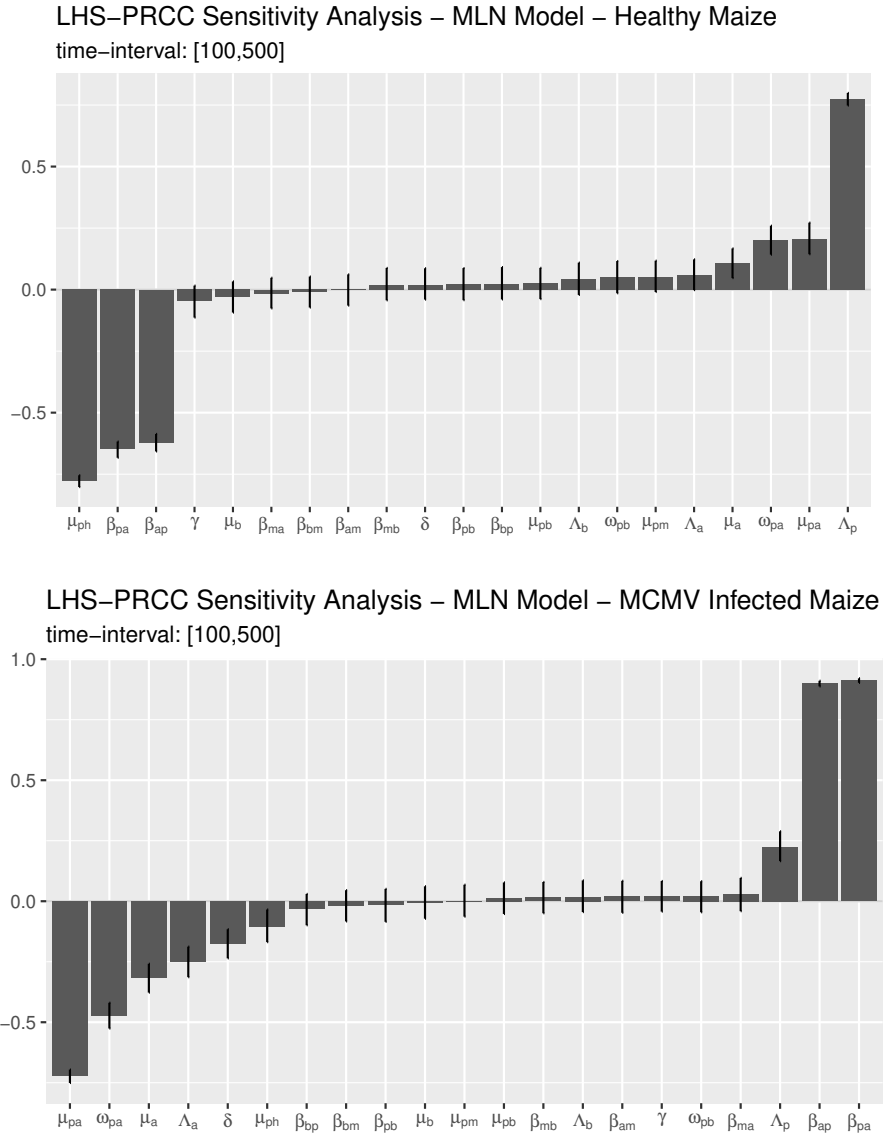 LHS−PRCC Sensitivity Analysis − MLN Model − Healthy Maize
time−interval: [100,500]
0.5
0.0
−0.5
μph βpa βap γ μb βma βbm βam βmb δ βpb βbp μpb Λb ωpb μpm Λa μa ωpa μpa Λp
LHS−PRCC Sensitivity Analysis − MLN Model − MCMV Infected Maize
time−interval: [100,500]
1.0
0.5
0.0
−0.5
μpa ωpa μa Λa δ μph βbp βbm βpb μb μpm μpb βmb Λb βam γ ωpb βma Λp βap βpa